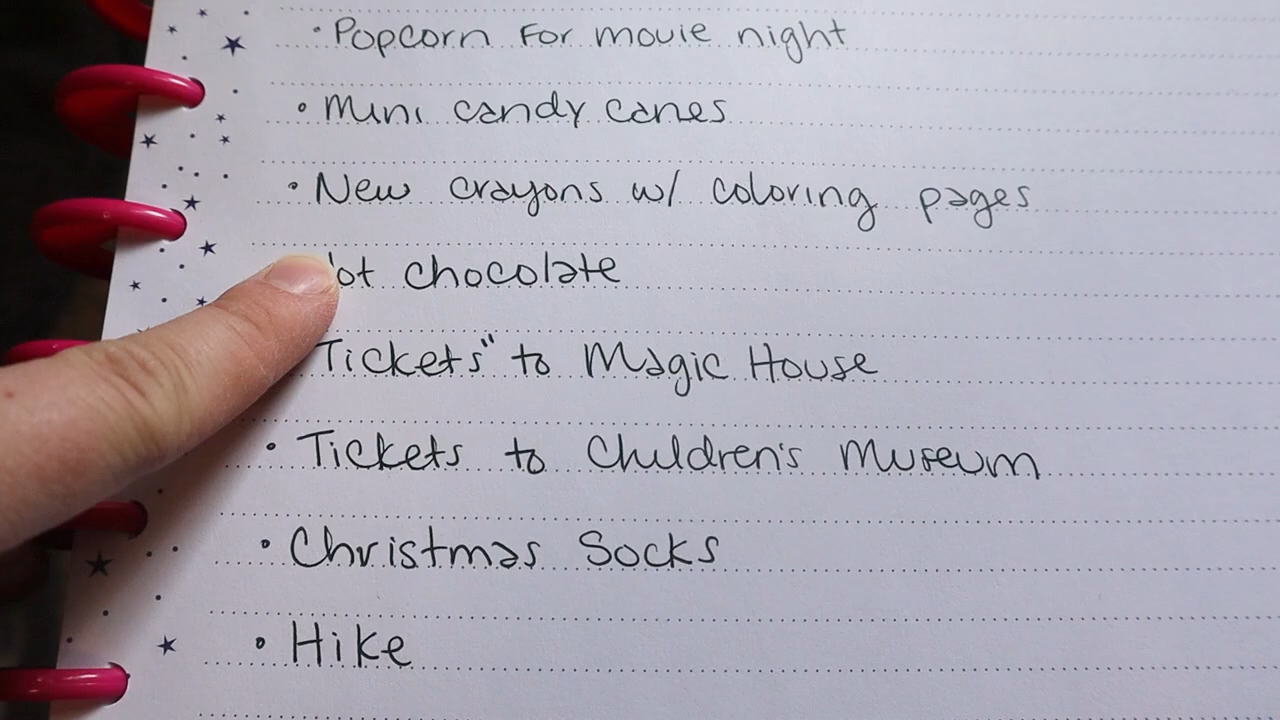 • Popcorn for movie night
• Mini candy canes
• New crayons w/ coloring pages
ot chocolate
Tickets" to Magic House
• Tickets to Children's Museum
• Christmas Socks
• Hike